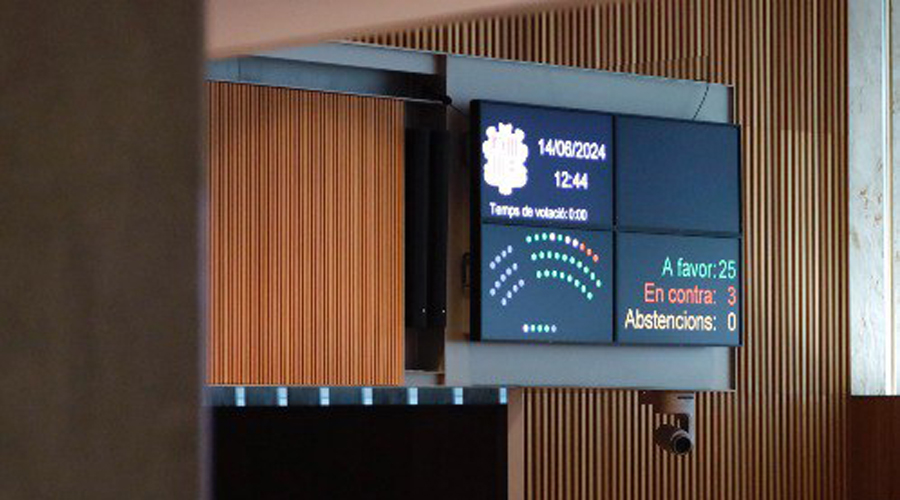 14/06/2024
12:44
Temps de votació: 0:00
A favor: 25
En contra: 3
Abstencions: 0